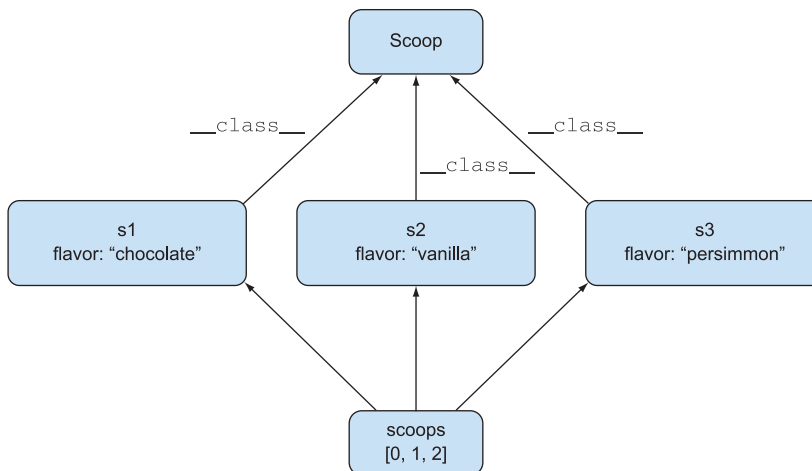 Scoop
__class__
__class__
__class__
s1
flavor: “chocolate”
s2
flavor: “vanilla”
s3
flavor: “persimmon”
scoops
[0, 1, 2]